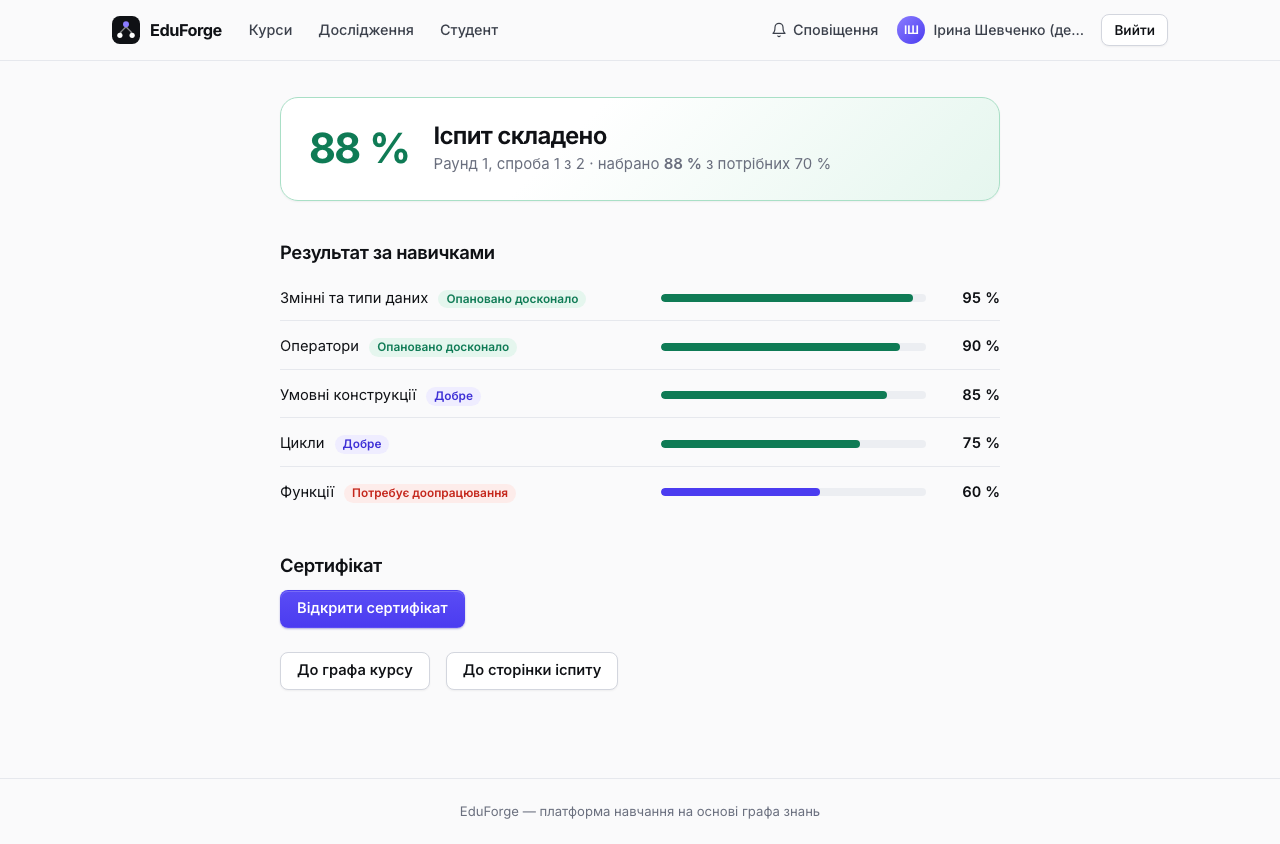 EduForge Курси Дослідження Студент Сповіщення ІШ Ірина Шевченко (де... Вийти
88 % Іспит складено
Раунд 1, спроба 1 з 2 · набрано 88 % з потрібних 70 %
Результат за навичками
Змінні та типи даних Опановано досконало 95 %
Оператори Опановано досконало 90 %
Умовні конструкції Добре 85 %
Цикли Добре 75 %
Функції Потребує доопрацювання 60 %
Сертифікат
Відкрити сертифікат
До графа курсу До сторінки іспиту
EduForge — платформа навчання на основі графа знань